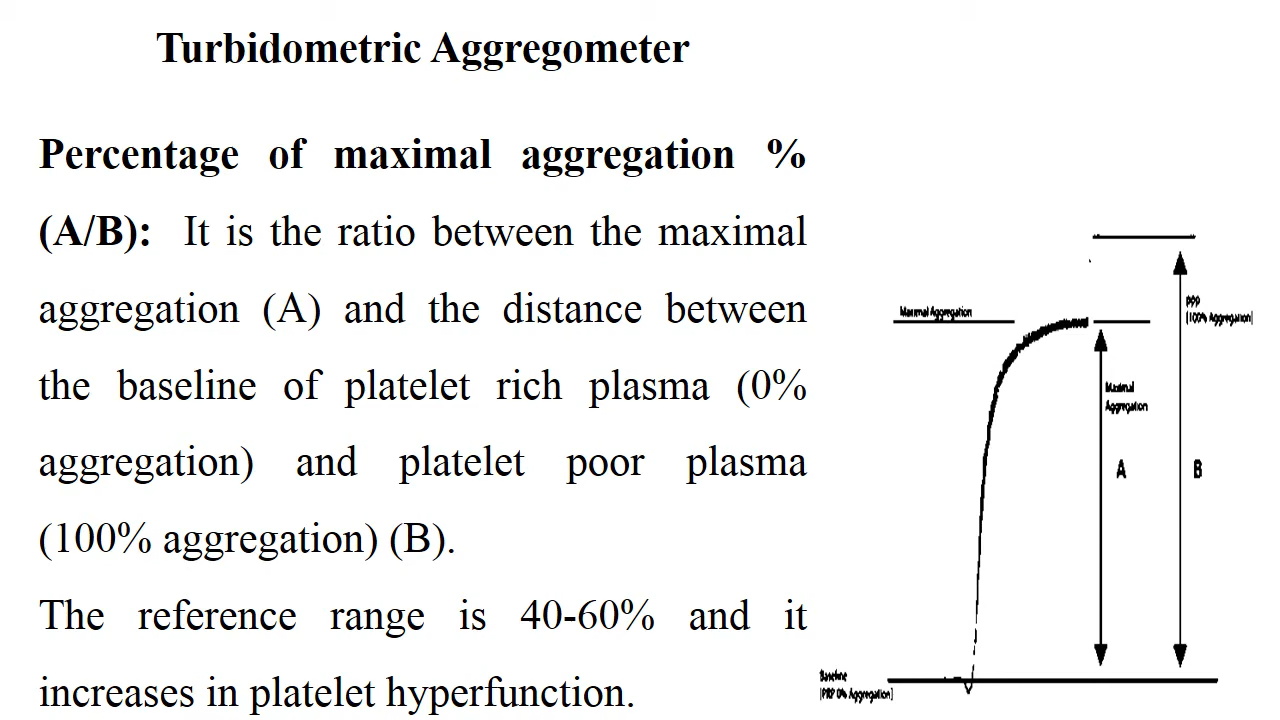 Turbidometric Aggregometer
Percentage of maximal aggregation %
(A/B): It is the ratio between the maximal
aggregation (A) and the distance between
the baseline of platelet rich plasma (0%
aggregation) and platelet poor plasma
(100% aggregation) (B).
The reference range is 40-60% and it
increases in platelet hyperfunction.
Maximal Aggregation
PPP
(100% Aggregation)
Maximal
Aggregation
A
B
Baseline
(PRP 0% Aggregation)